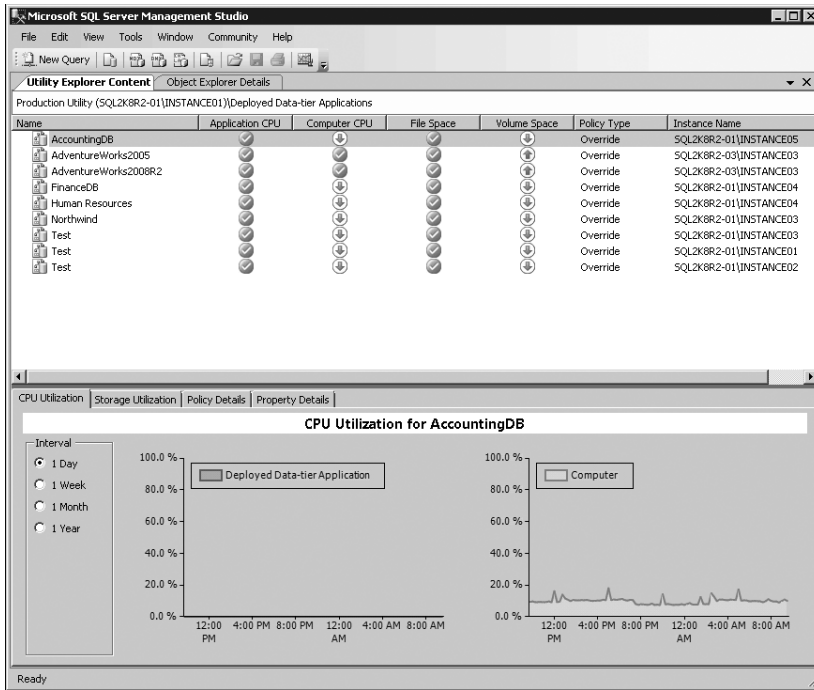 Microsoft SQL Server Management Studio
File Edit View Tools Window Community Help
New Query
Utility Explorer Content Object Explorer Details
Production Utility (SQL2K8R2-01\INSTANCE01)\Deployed Data-tier Applications
Name Application CPU Computer CPU File Space Volume Space Policy Type Instance Name
AccountingDB Override SQL2K8R2-01\INSTANCE05
AdventureWorks2005 Override SQL2K8R2-03\INSTANCE03
AdventureWorks2008R2 Override SQL2K8R2-03\INSTANCE03
FinanceDB Override SQL2K8R2-01\INSTANCE04
Human Resources Override SQL2K8R2-01\INSTANCE04
Northwind Override SQL2K8R2-01\INSTANCE03
Test Override SQL2K8R2-01\INSTANCE03
Test Override SQL2K8R2-01\INSTANCE01
Test Override SQL2K8R2-01\INSTANCE02
CPU Utilization Storage Utilization Policy Details Property Details
CPU Utilization for AccountingDB
Interval
1 Day
1 Week
1 Month
1 Year
100.0 %
80.0 %
60.0 %
40.0 %
20.0 %
0.0 %
Deployed Data-tier Application
12:00 PM 4:00 PM 8:00 PM 12:00 AM 4:00 AM 8:00 AM
100.0 %
80.0 %
60.0 %
40.0 %
20.0 %
0.0 %
Computer
12:00 PM 4:00 PM 8:00 PM 12:00 AM 4:00 AM 8:00 AM
Ready